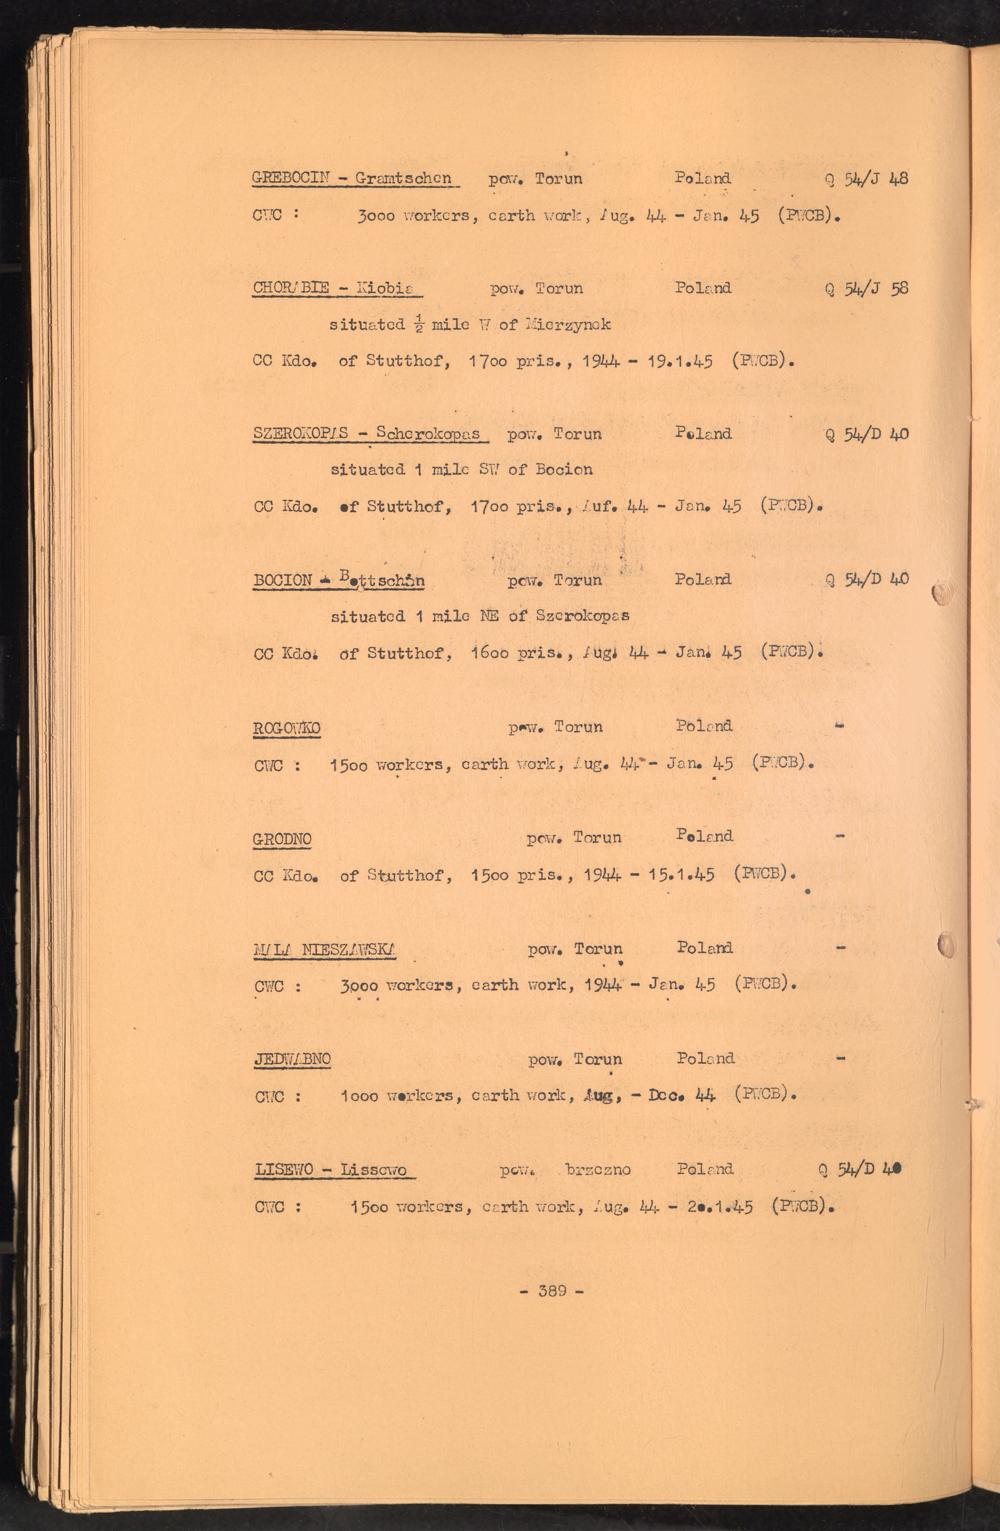 GREBOCIN - Gramtschen pow. Torun Poland Q 54/J 48
CWC : 3000 workers, earth work, Aug. 44 - Jan. 45 (PWCB).
CHORABIE - Kiobia pow. Torun Poland Q 54/J 58
situated ½ mile W of Mierzynek
CC Kdo. of Stutthof, 1700 pris., 1944 - 19.1.45 (PWCB).
SZEROKOPAS - Scherokopas pow. Torun Poland Q 54/D 40
situated 1 mile SW of Bocion
CC Kdo. of Stutthof, 1700 pris., Auf. 44 - Jan. 45 (PWCB).
BOCION - Bottschin pow. Torun Poland Q 54/D 40
situated 1 mile NE of Szerokopas
CC Kdo. of Stutthof, 1600 pris., Aug. 44 - Jan. 45 (PWCB).
ROGOWKO pow. Torun Poland -
CWC : 1500 workers, earth work, Aug. 44 - Jan. 45 (PWCB).
GRODNO pow. Torun Poland -
CC Kdo. of Stutthof, 1500 pris., 1944 - 15.1.45 (PWCB).
MALA NIESZAWSKA pow. Torun Poland -
CWC : 3000 workers, earth work, 1944 - Jan. 45 (PWCB).
JEDWABNO pow. Torun Poland -
CWC : 1000 workers, earth work, Aug, - Dec. 44 (PWCB).
LISEWO - Lissewo pow. brzezno Poland Q 54/D 40
CWC : 1500 workers, earth work, Aug. 44 - 20.1.45 (PWCB).
- 389 -